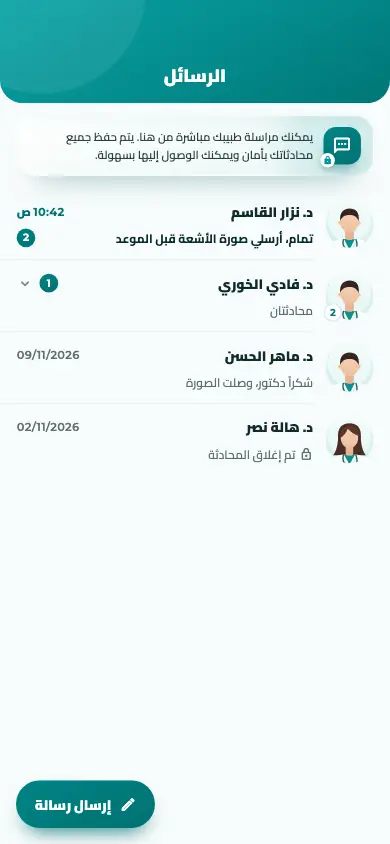 الرسائل
يمكنك مراسلة طبيبك مباشرة من هنا. يتم حفظ جميع
محادثاتك بأمان ويمكنك الوصول إليها بسهولة.
د. نزار القاسم
10:42 ص
تمام، أرسلي صورة الأشعة قبل الموعد
2
د. فادي الخوري
1
محادثتان
2
د. ماهر الحسن
09/11/2026
شكراً دكتور، وصلت الصورة
د. هالة نصر
02/11/2026
تم إغلاق المحادثة
إرسال رسالة